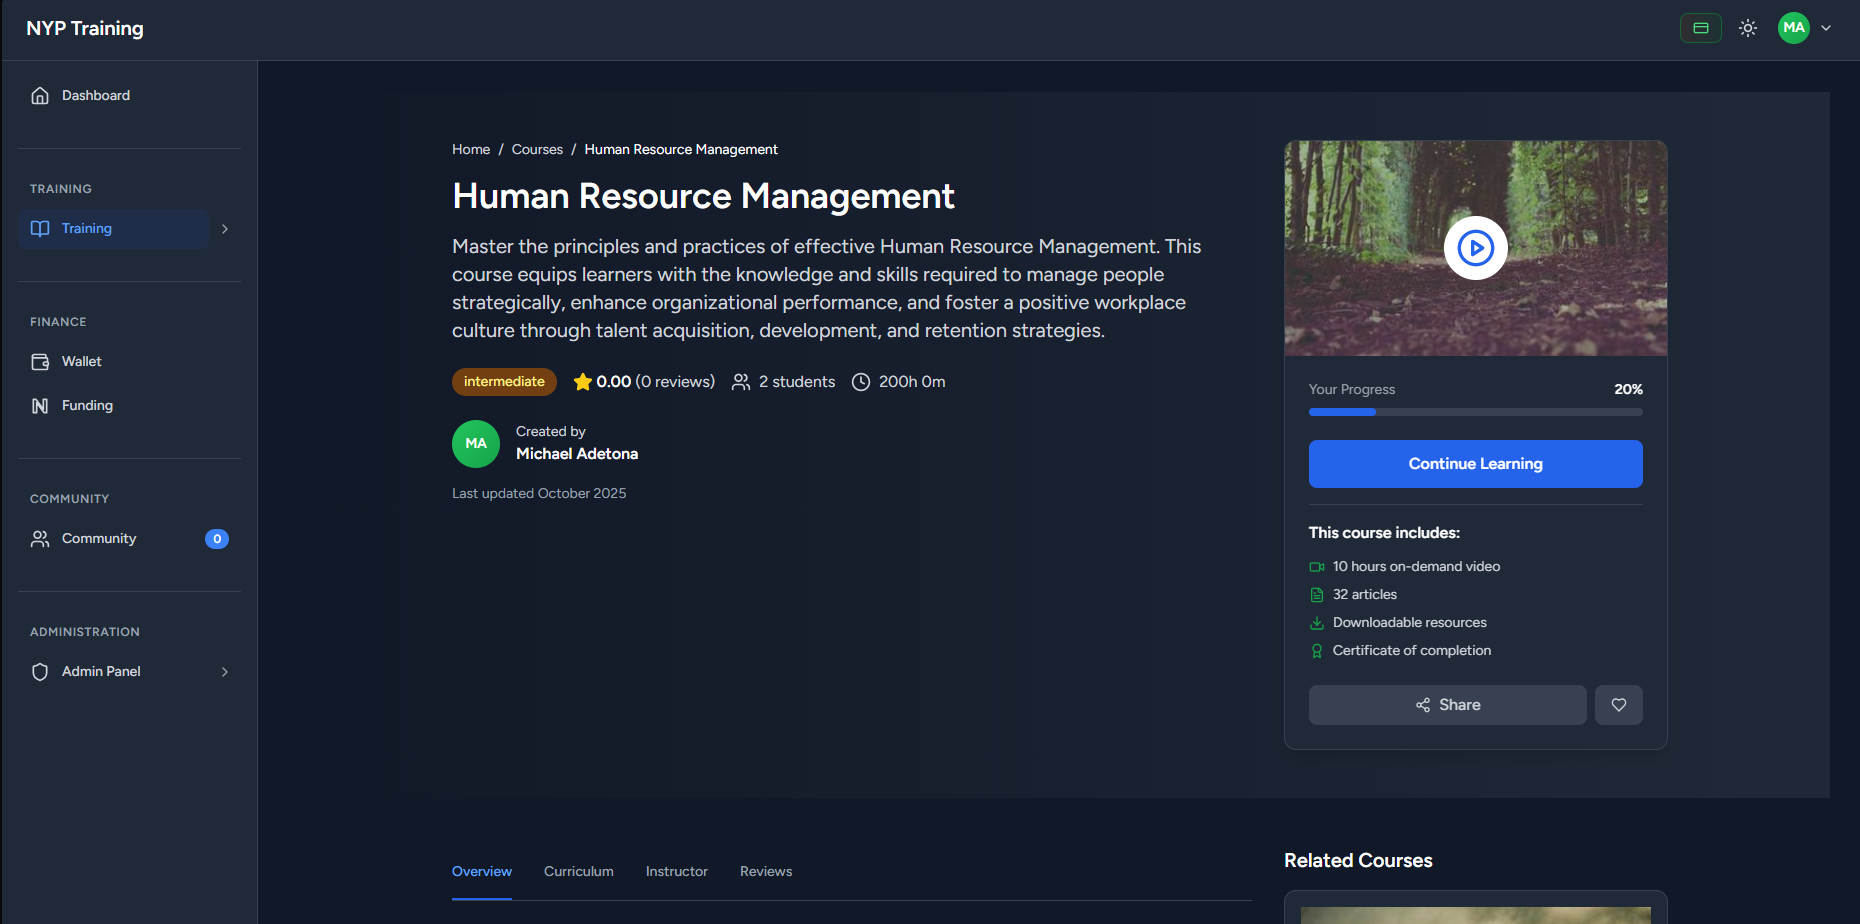 NYP Training
MA
Dashboard
TRAINING
Training
FINANCE
Wallet
Funding
COMMUNITY
Community
0
ADMINISTRATION
Admin Panel
Home / Courses / Human Resource Management
Human Resource Management
Master the principles and practices of effective Human Resource Management. This
course equips learners with the knowledge and skills required to manage people
strategically, enhance organizational performance, and foster a positive workplace
culture through talent acquisition, development, and retention strategies.
intermediate
0.00 (0 reviews)
2 students
200h 0m
MA
Created by
Michael Adetona
Last updated October 2025
Your Progress
20%
Continue Learning
This course includes:
10 hours on-demand video
32 articles
Downloadable resources
Certificate of completion
Share
Overview
Curriculum
Instructor
Reviews
Related Courses